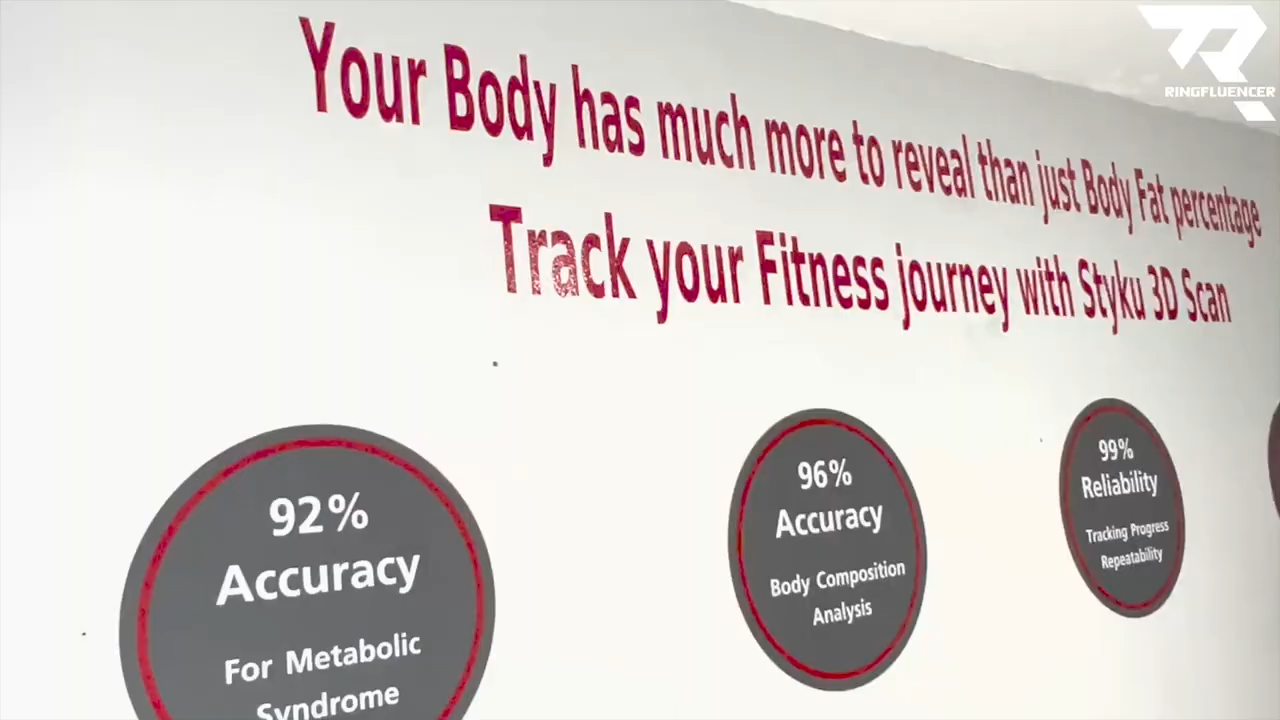 RINGFLUENCER
Your Body has much more to reveal than just Body Fat percentage
Track your Fitness journey with Styku 3D Scan
92%
Accuracy
For Metabolic
Syndrome
96%
Accuracy
Body Composition
Analysis
99%
Reliability
Tracking Progress
Repeatability